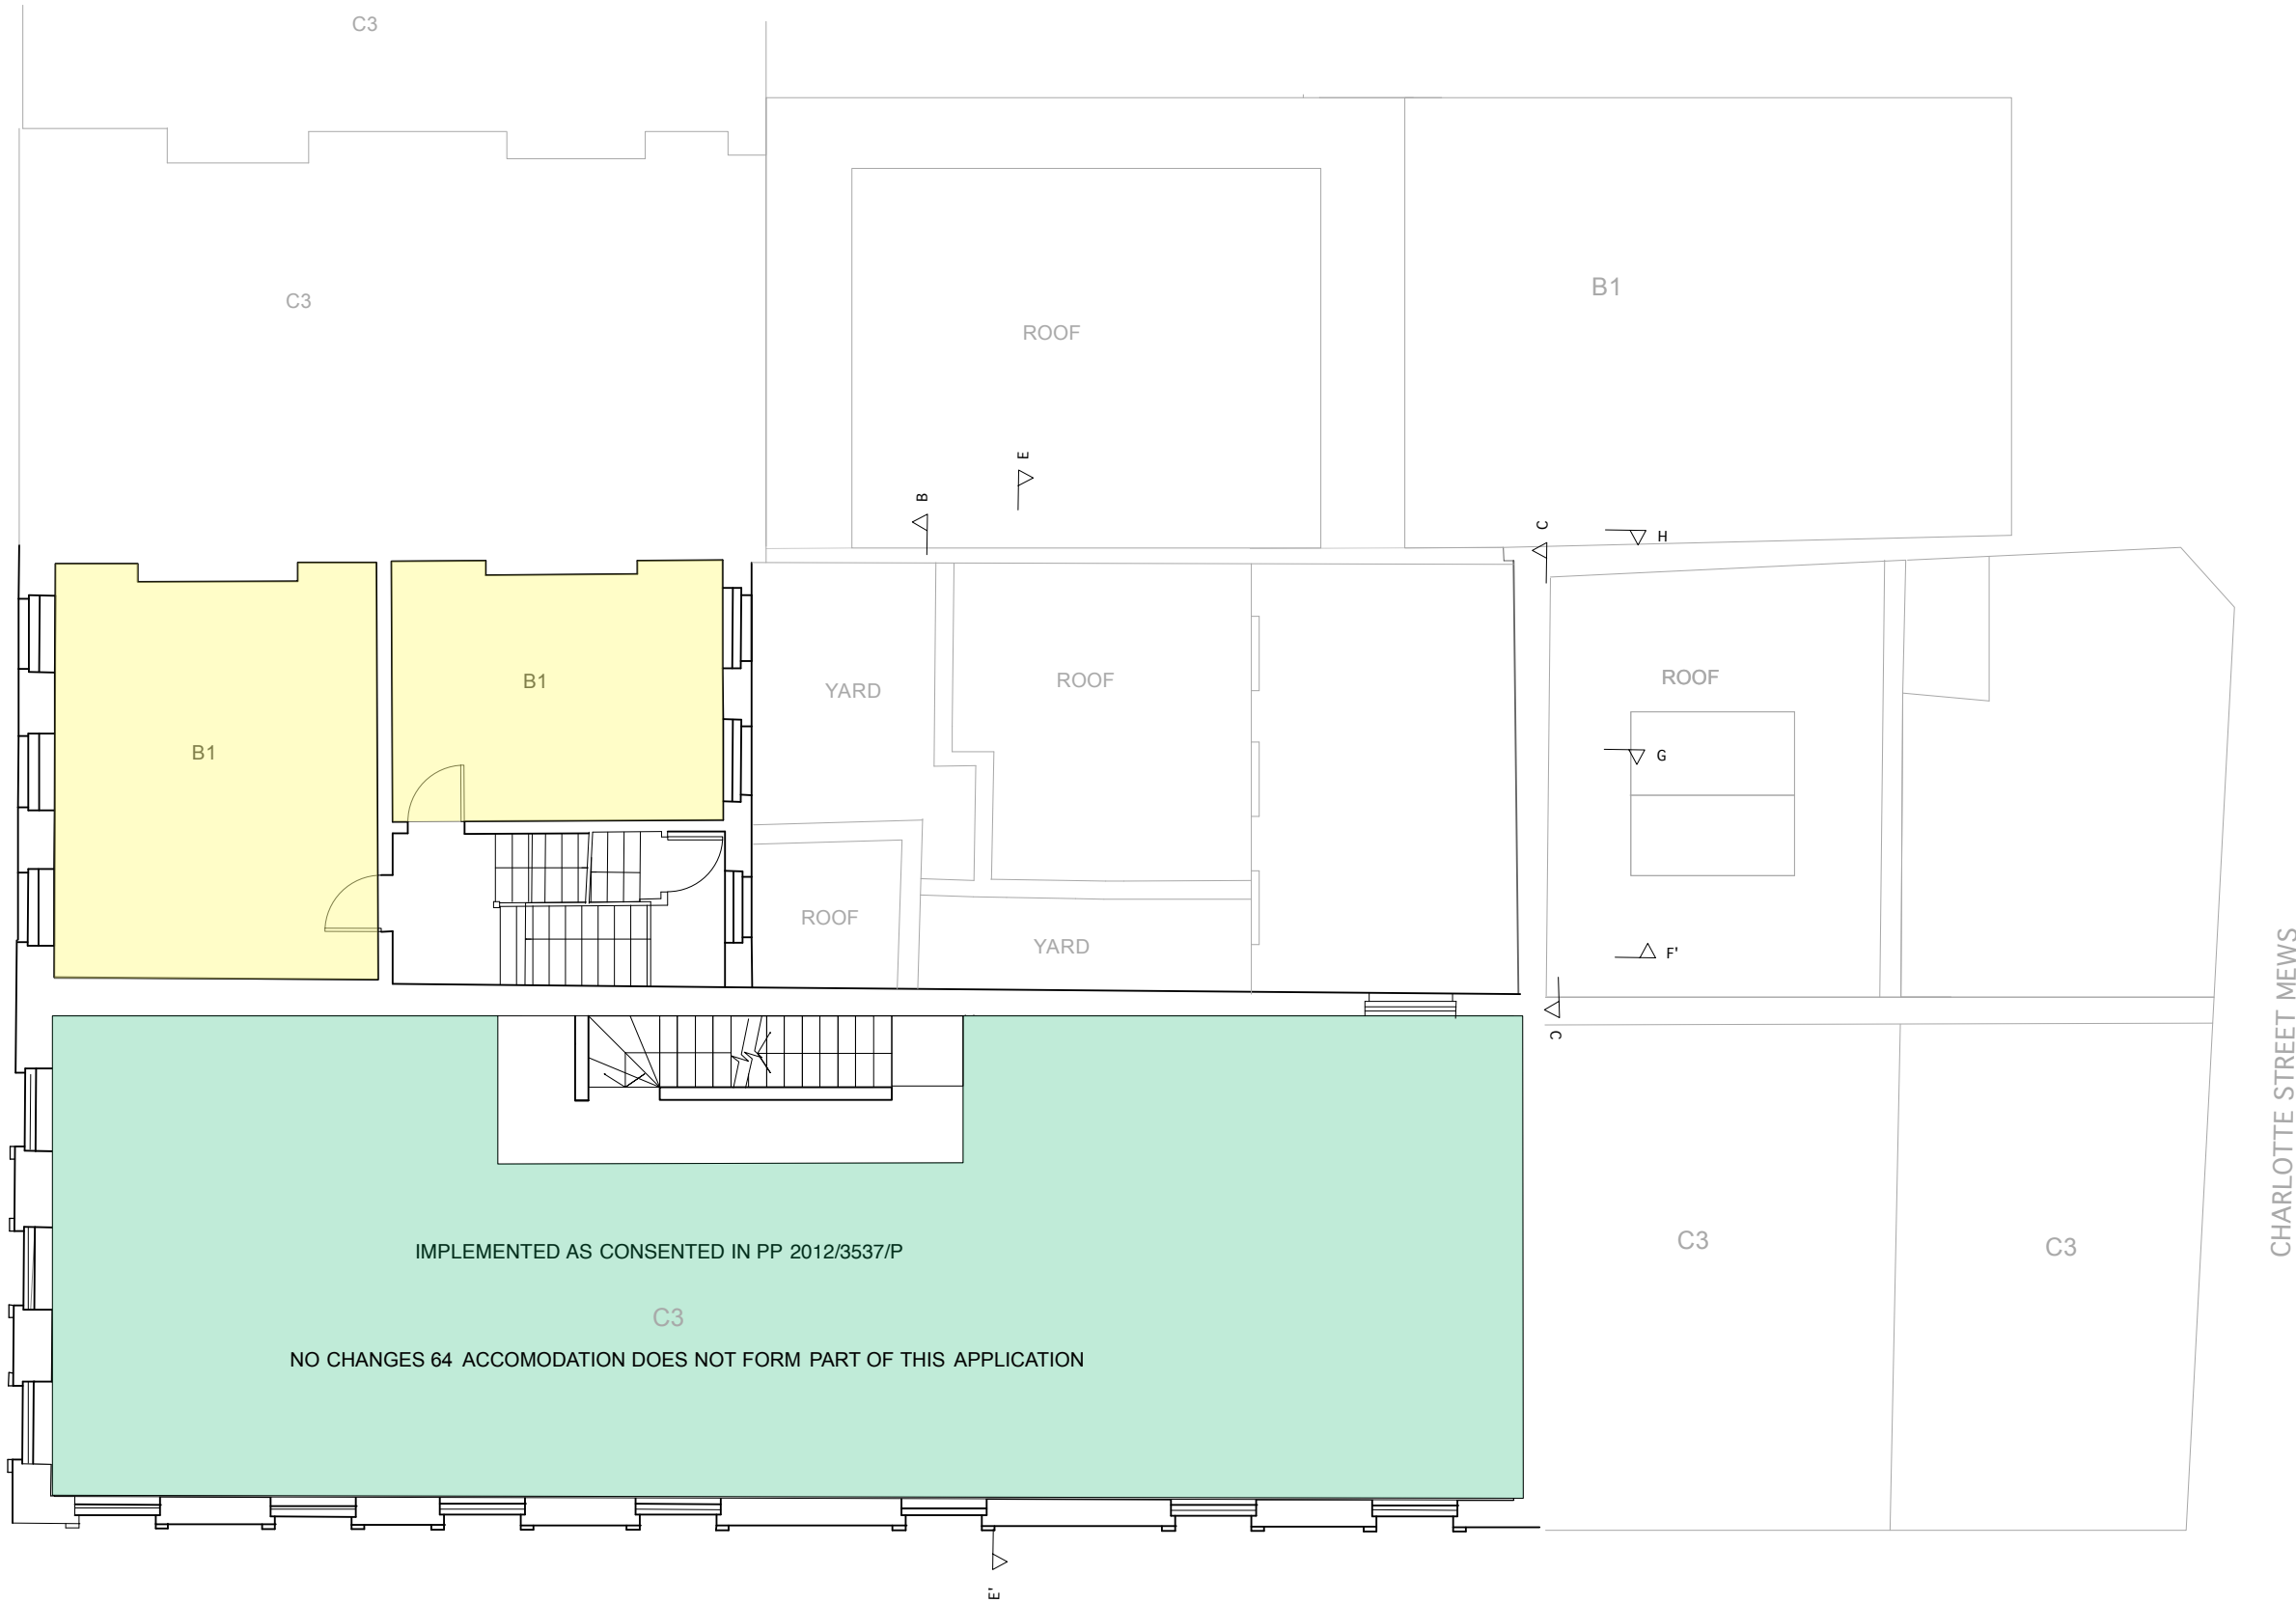 C3
C3
B1
ROOF
E
B
C
H
B1
B1
YARD
ROOF
ROOF
G
ROOF
YARD
F'
C
CHARLOTTE STREET MEWS
IMPLEMENTED AS CONSENTED IN PP 2012/3537/P
C3
C3
C3
NO CHANGES 64 ACCOMODATION DOES NOT FORM PART OF THIS APPLICATION
E'